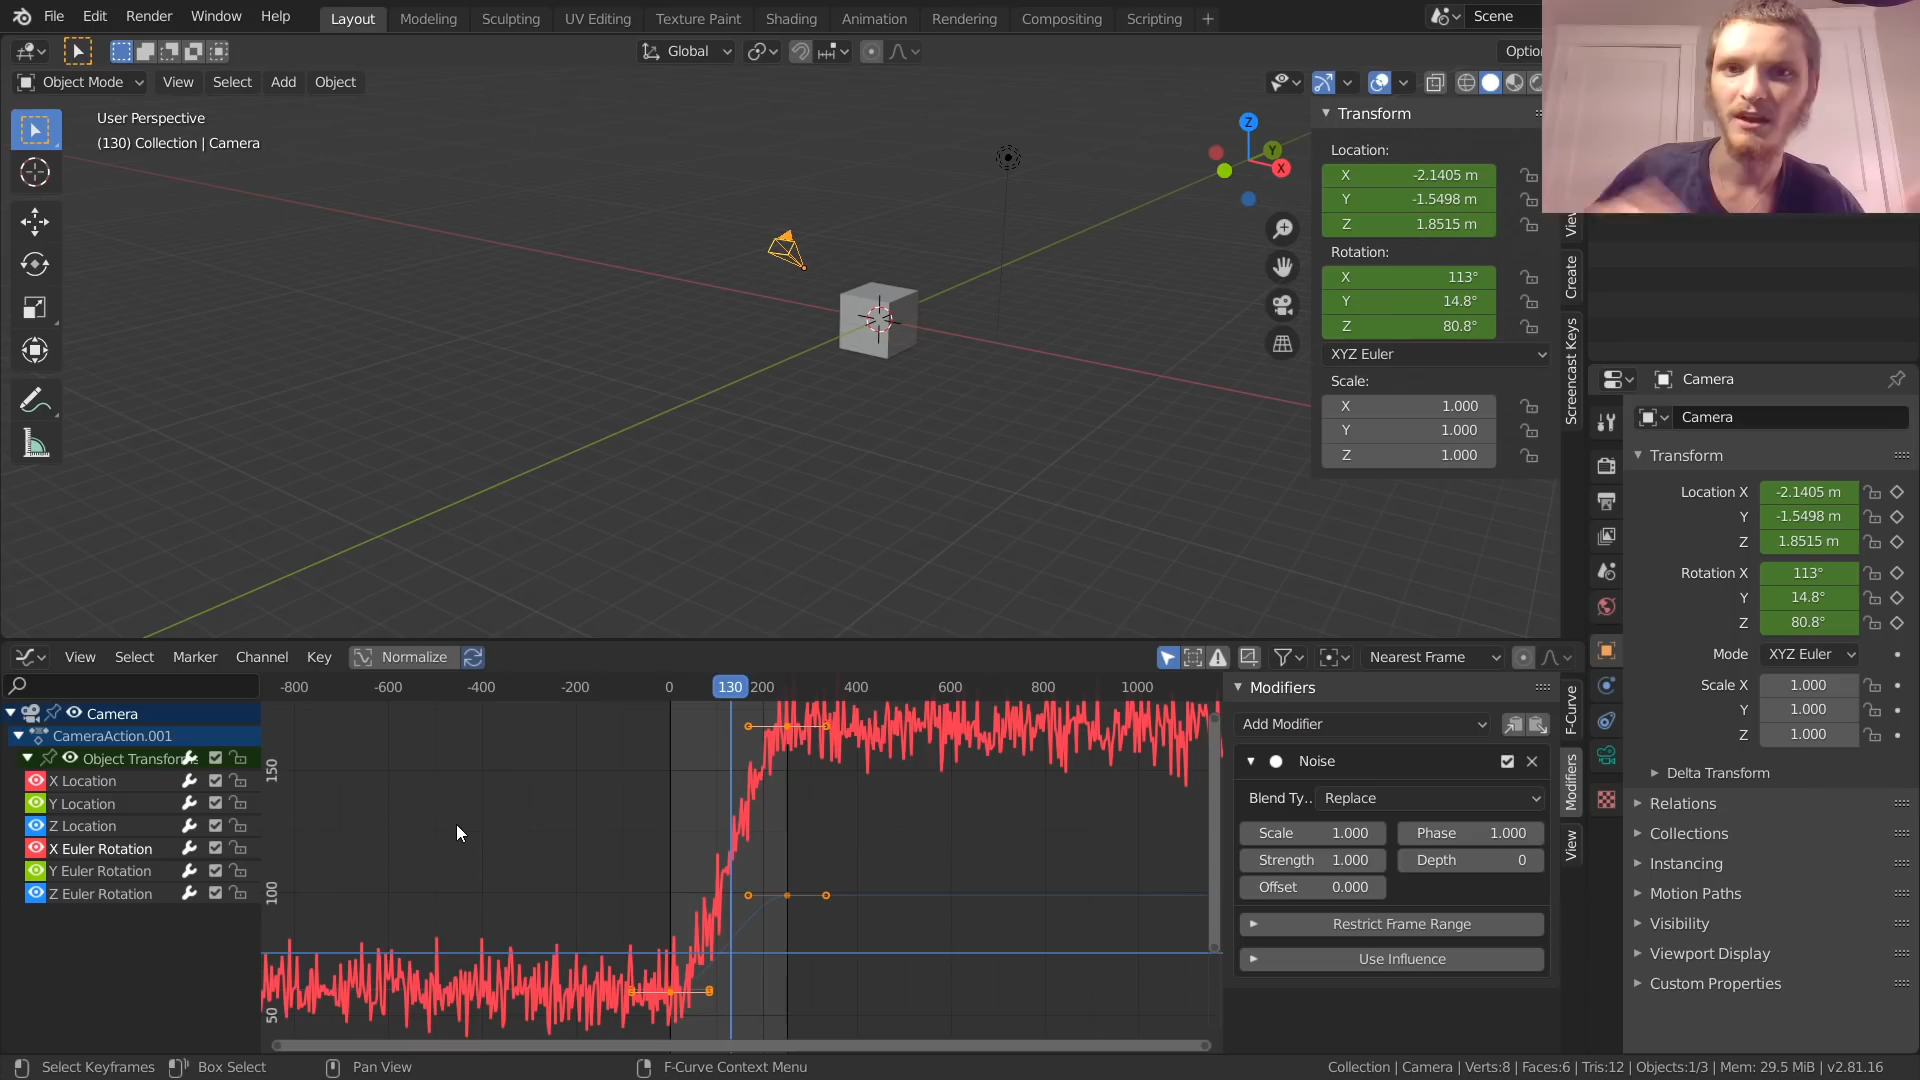 File Edit Render Window Help Layout Modeling Sculpting UV Editing Texture Paint Shading Animation Rendering Compositing Scripting + Scene
Global Optio
Object Mode View Select Add Object
User Perspective
(130) Collection | Camera
Z
Y
X
Transform
Location:
X -2.1405 m
Y -1.5498 m
Z 1.8515 m
Rotation:
X 113°
Y 14.8°
Z 80.8°
XYZ Euler
Scale:
X 1.000
Y 1.000
Z 1.000
View
Create
Screencast Keys
Camera
Camera
Transform
Location X -2.1405 m
Y -1.5498 m
Z 1.8515 m
Rotation X 113°
Y 14.8°
Z 80.8°
Mode XYZ Euler
Scale X 1.000
Y 1.000
Z 1.000
Delta Transform
Relations
Collections
Instancing
Motion Paths
Visibility
Viewport Display
Custom Properties
View Select Marker Channel Key Normalize Nearest Frame
-800 -600 -400 -200 0 130 200 400 600 800 1000
150
100
50
Camera
CameraAction.001
Object Transforms
X Location
Y Location
Z Location
X Euler Rotation
Y Euler Rotation
Z Euler Rotation
Modifiers
Add Modifier
Noise
Blend Ty.. Replace
Scale 1.000 Phase 1.000
Strength 1.000 Depth 0
Offset 0.000
Restrict Frame Range
Use Influence
F-Curve
Modifiers
View
Select Keyframes Box Select Pan View F-Curve Context Menu Collection | Camera | Verts:8 | Faces:6 | Tris:12 | Objects:1/3 | Mem: 29.5 MiB | v2.81.16